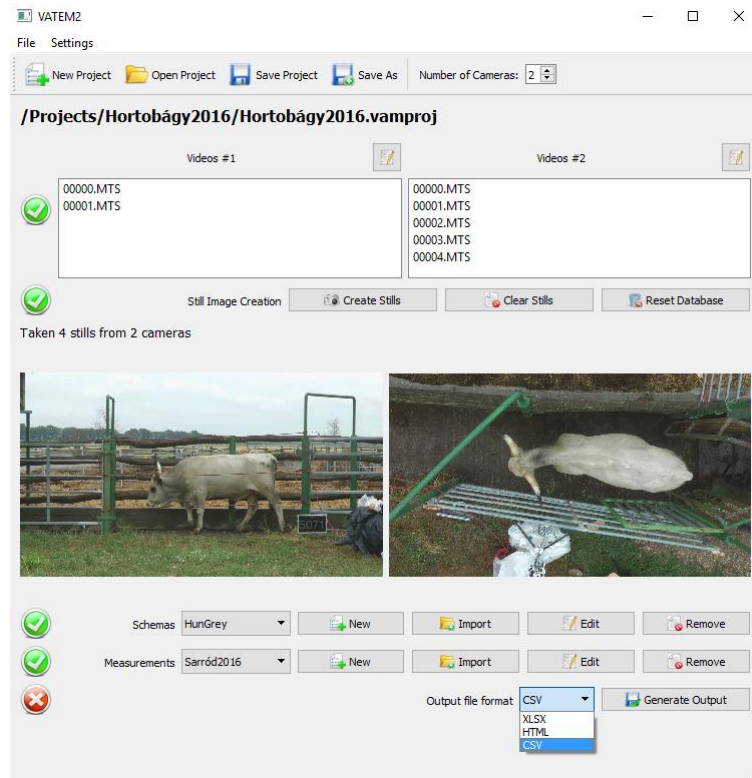 VATEM2
File Settings
New Project Open Project Save Project Save As Number of Cameras: 2
/Projects/Hortobágy2016/Hortobágy2016.vamproj
Videos #1 Videos #2
00000.MTS 00000.MTS
00001.MTS 00001.MTS
00002.MTS
00003.MTS
00004.MTS
Still Image Creation Create Stills Clear Stills Reset Database
Taken 4 stills from 2 cameras
5071
Schemas HunGrey New Import Edit Remove
Measurements Sarród2016 New Import Edit Remove
Output file format CSV Generate Output
XLSX
HTML
CSV